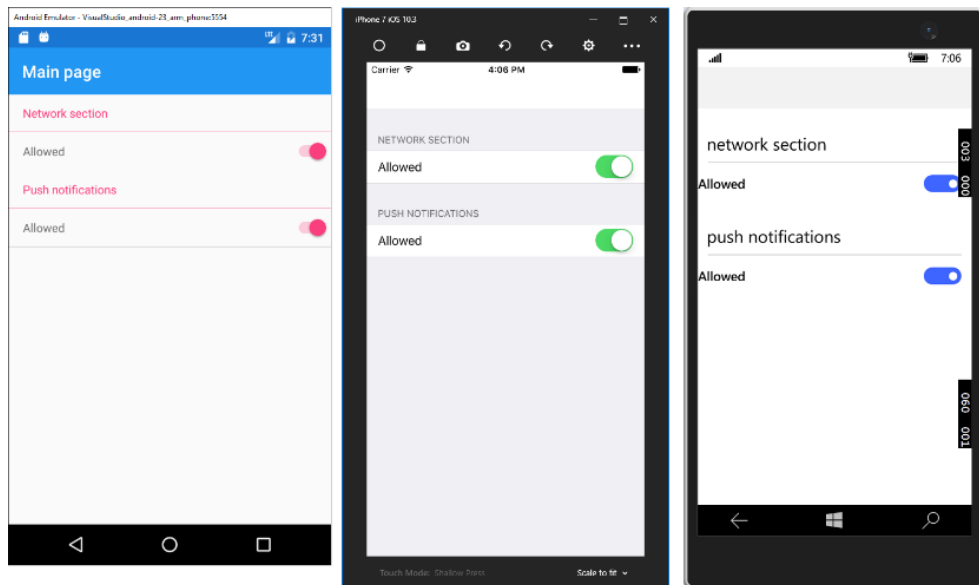 Android Emulator - VisualStudio_android-23_arm_phone:5554
7:31
Main page
Network section
Allowed
Push notifications
Allowed
iPhone 7 iOS 10.3
Carrier
4:06 PM
NETWORK SECTION
Allowed
PUSH NOTIFICATIONS
Allowed
Touch Mode: Shallow Press
Scale to fit
7:06
network section
Allowed
push notifications
Allowed
003 000
060 001